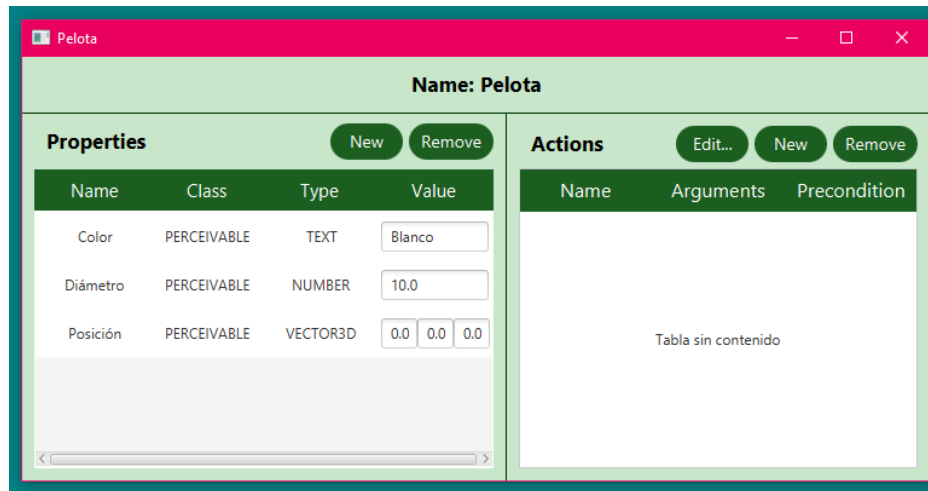 Pelota
Name: Pelota
Properties New Remove
Name Class Type Value
Color PERCEIVABLE TEXT Blanco
Diámetro PERCEIVABLE NUMBER 10.0
Posición PERCEIVABLE VECTOR3D 0.0 0.0 0.0
Actions Edit... New Remove
Name Arguments Precondition
Tabla sin contenido